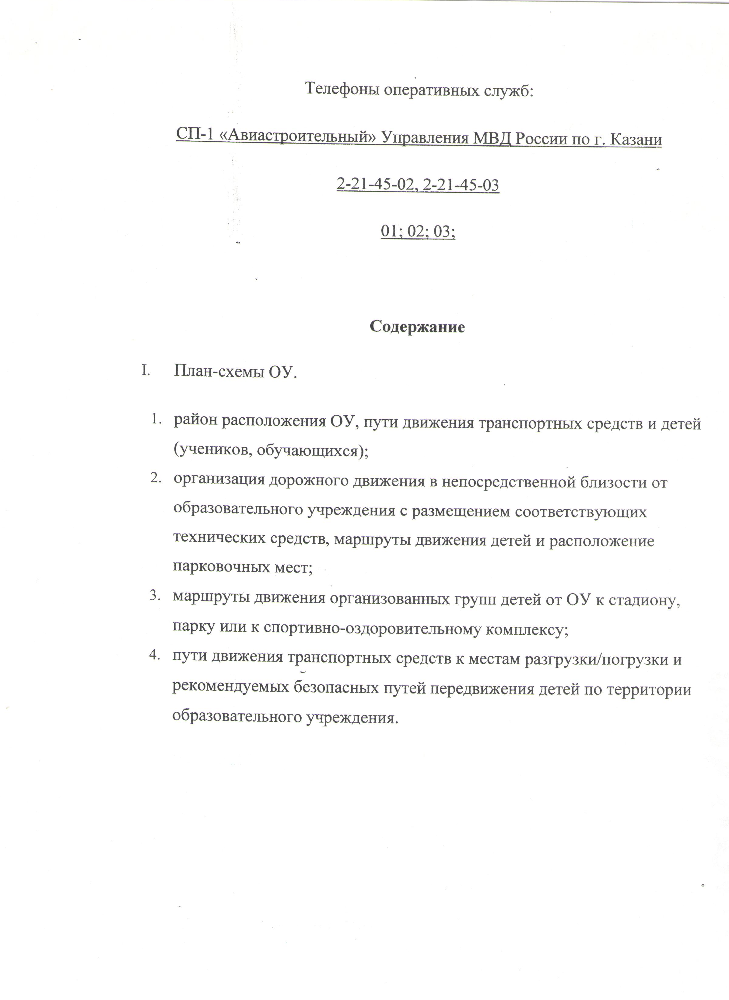 Телефоны оперативных служб:
СП-1 «Авиастроительный» Управления МВД России по г. Казани
2-21-45-02, 2-21-45-03
01; 02; 03;
Содержание
I. План-схемы ОУ.
1. район расположения ОУ, пути движения транспортных средств и детей
(учеников, обучающихся);
2. организация дорожного движения в непосредственной близости от
образовательного учреждения с размещением соответствующих
технических средств, маршруты движения детей и расположение
парковочных мест;
3. маршруты движения организованных групп детей от ОУ к стадиону,
парку или к спортивно-оздоровительному комплексу;
4. пути движения транспортных средств к местам разгрузки/погрузки и
рекомендуемых безопасных путей передвижения детей по территории
образовательного учреждения.